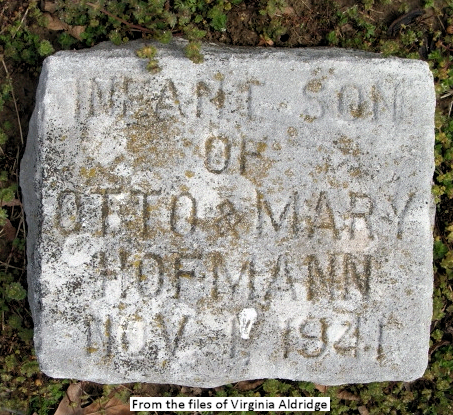 INFANT SON
OF
OTTO & MARY
HOFMANN
NOV 1 1941
From the files of Virginia Aldridge